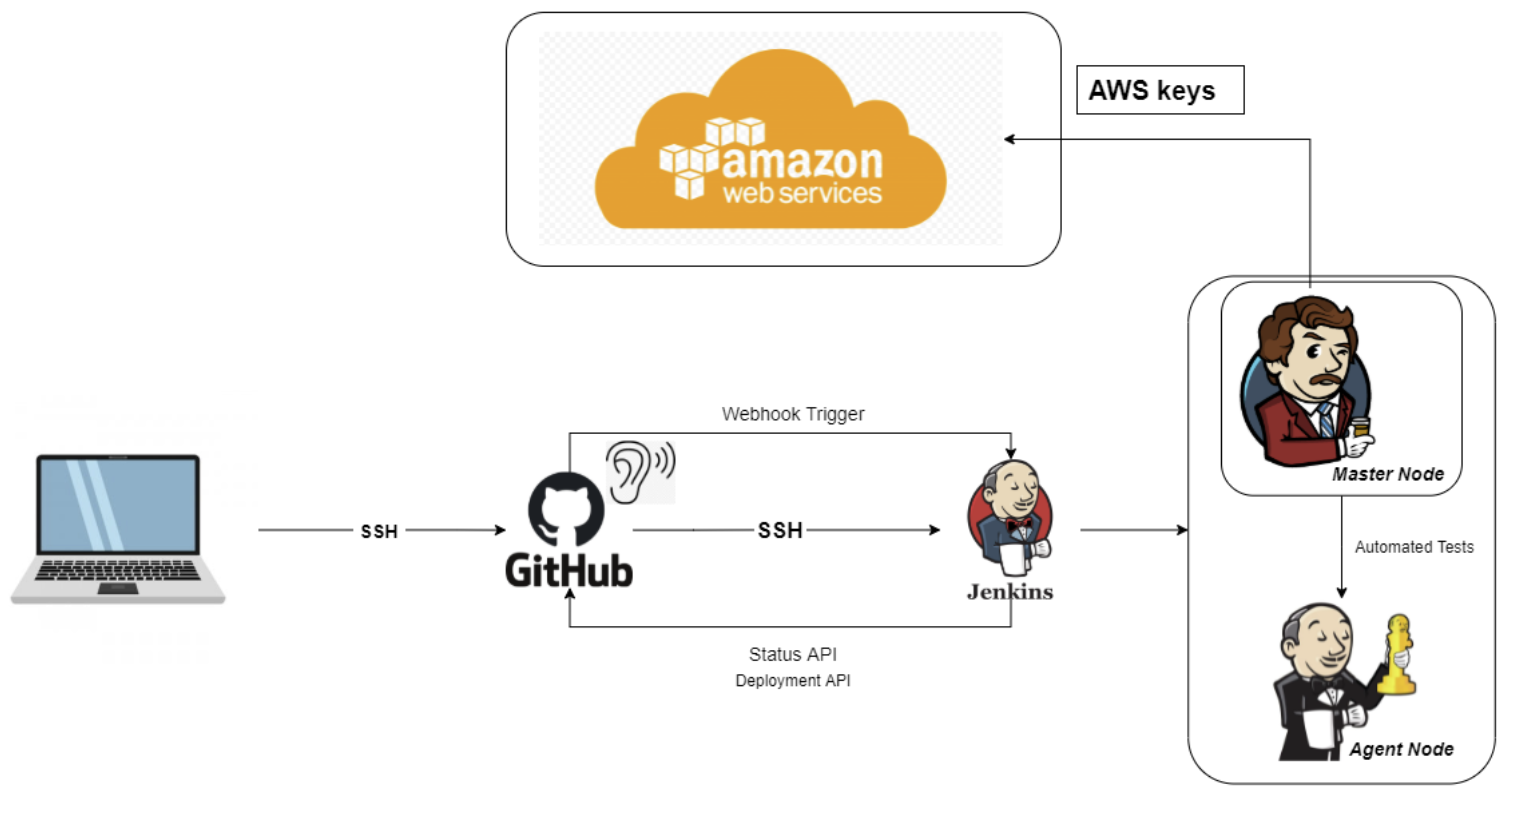 AWS keys
amazon
web services
Webhook Trigger
Master Node
SSH
GitHub
SSH
Jenkins
Automated Tests
Status API
Deployment API
Agent Node